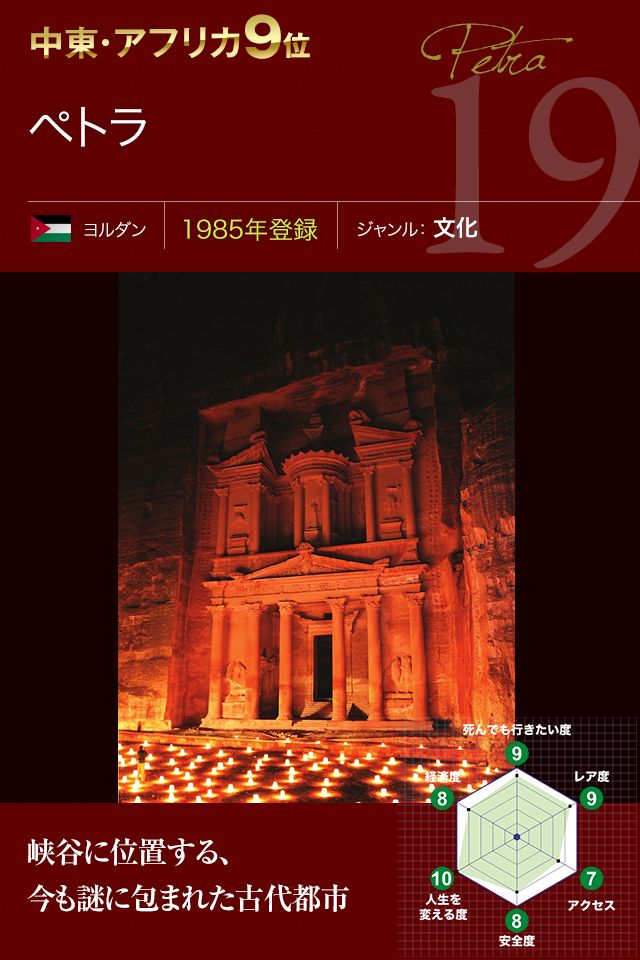 中東・アフリカ9位
Petra
19
ペトラ
ヨルダン
1985年登録
ジャンル：文化
死んでも行きたい度
9
経済度
8
レア度
9
10
人生を
変える度
7
アクセス
8
安全度
峡谷に位置する、
今も謎に包まれた古代都市